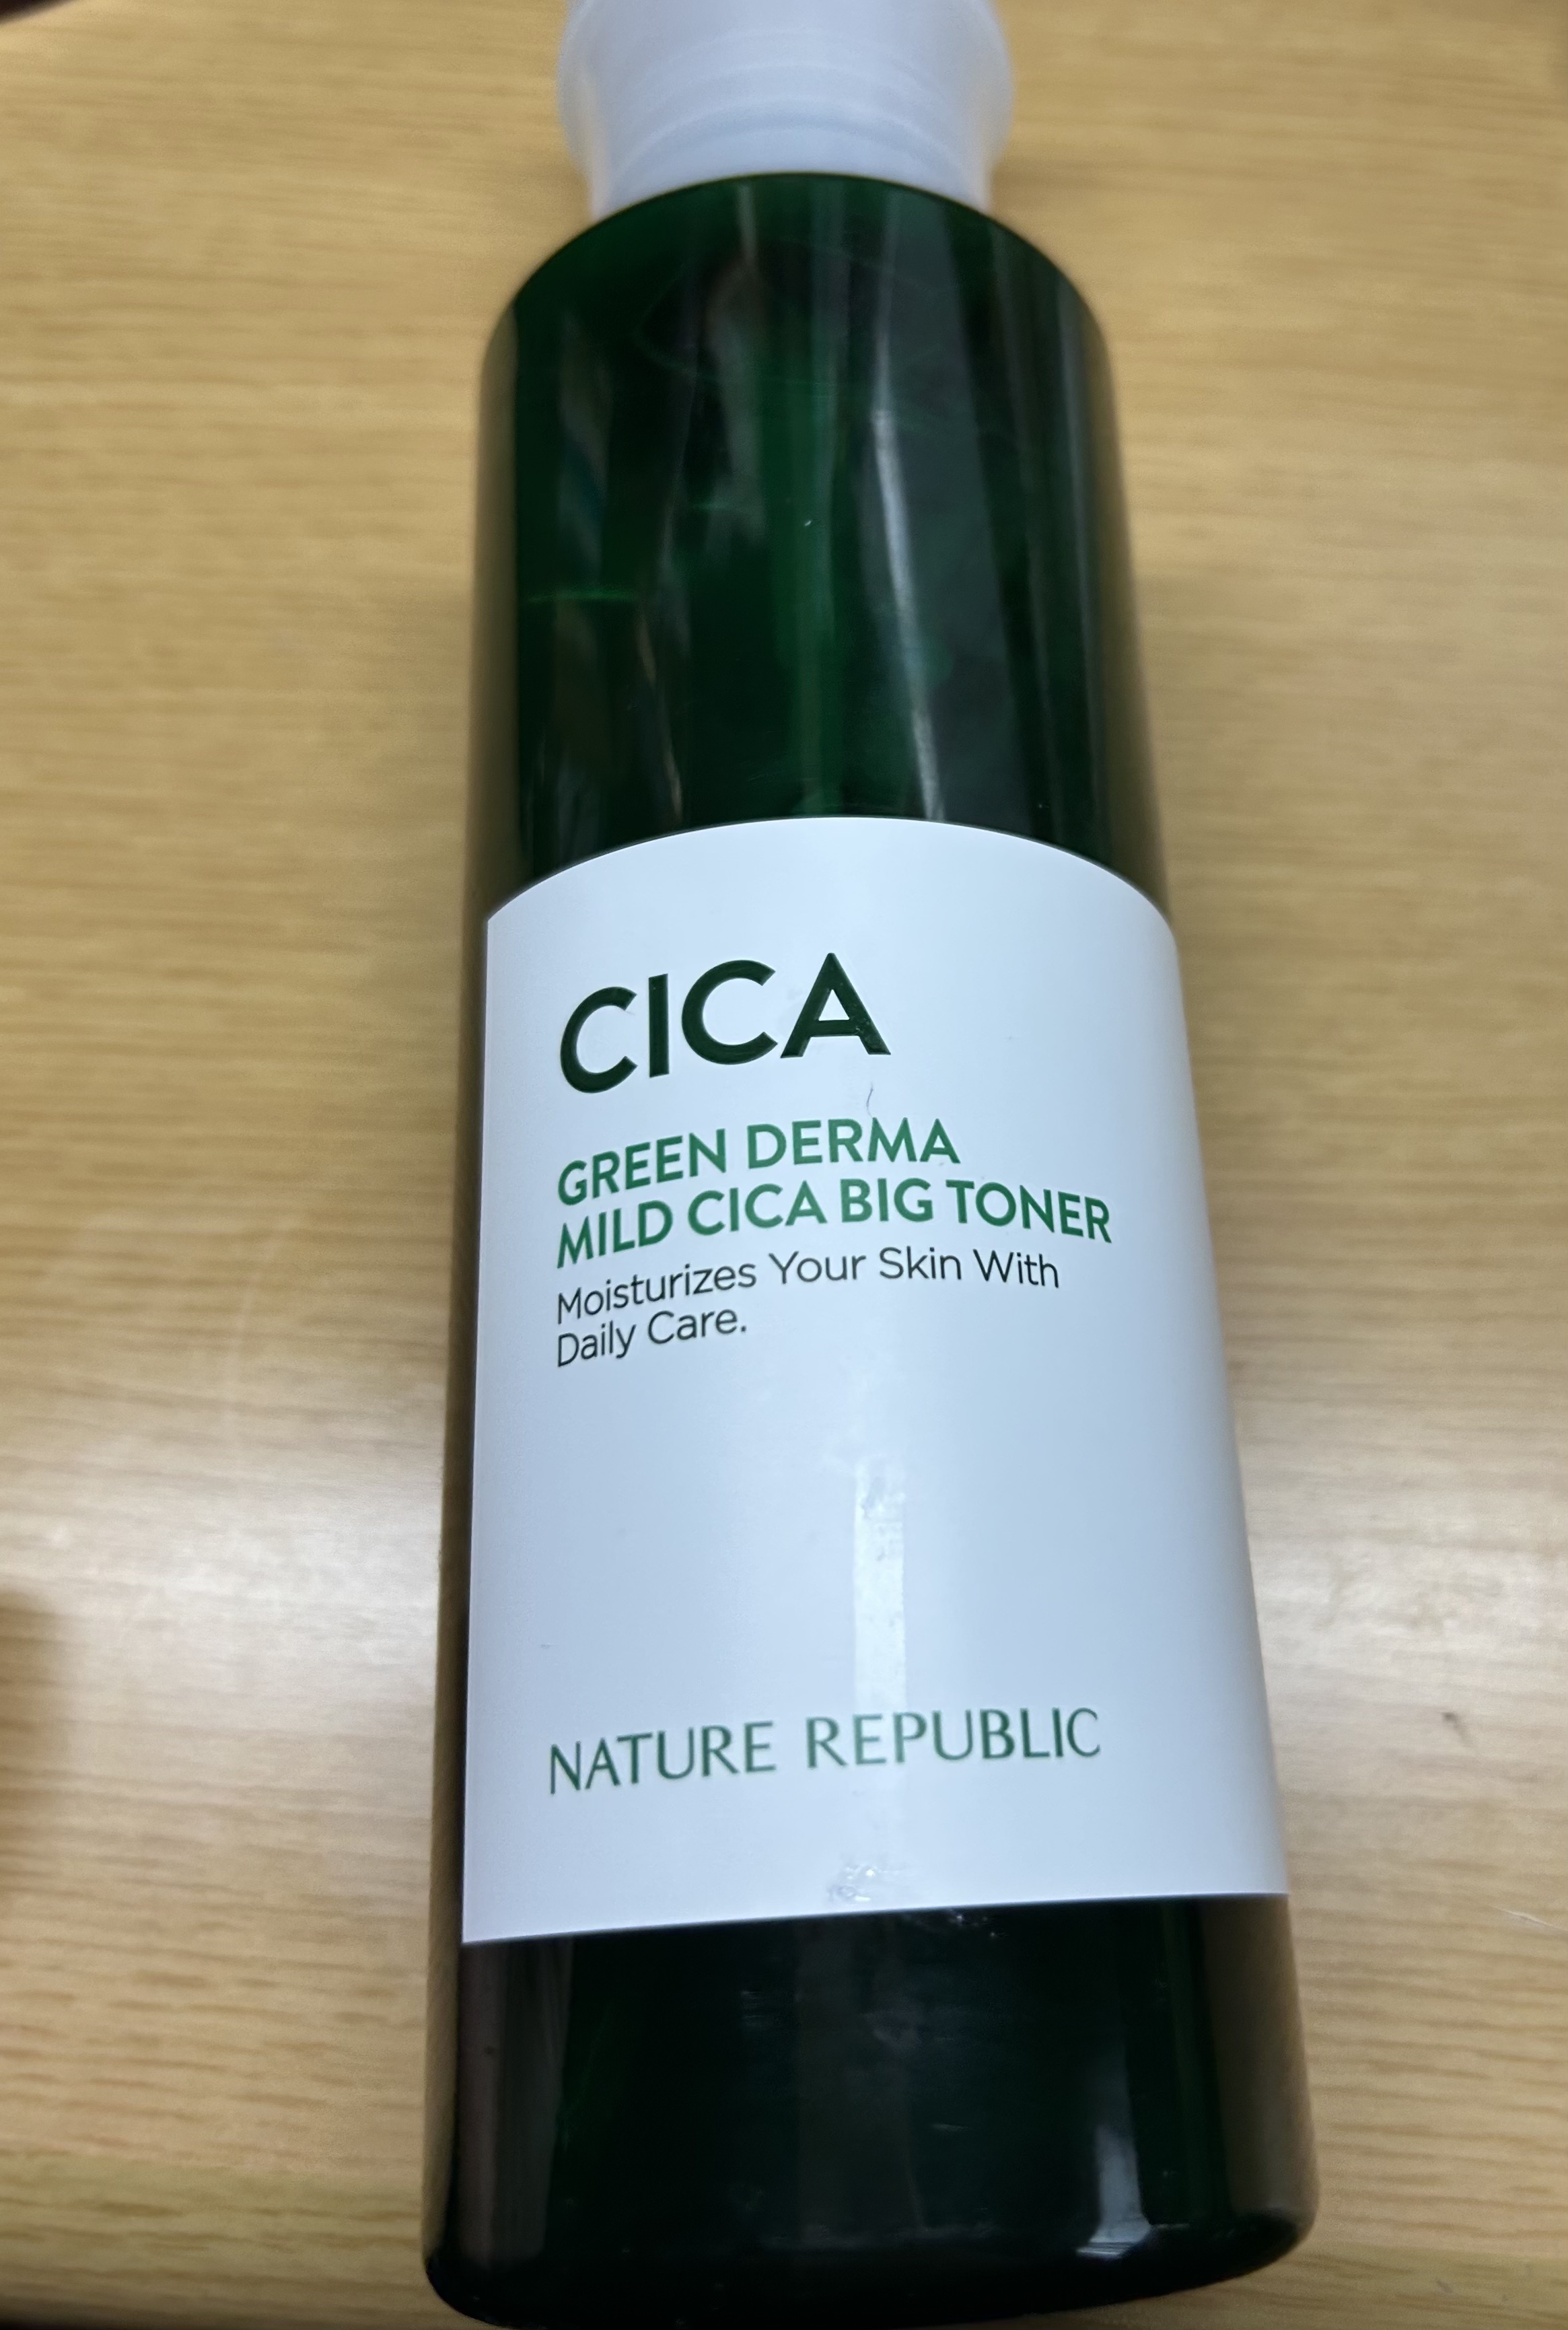 CICA
GREEN DERMA
MILD CICA BIG TONER
Moisturizes Your Skin With
Daily Care.
NATURE REPUBLIC